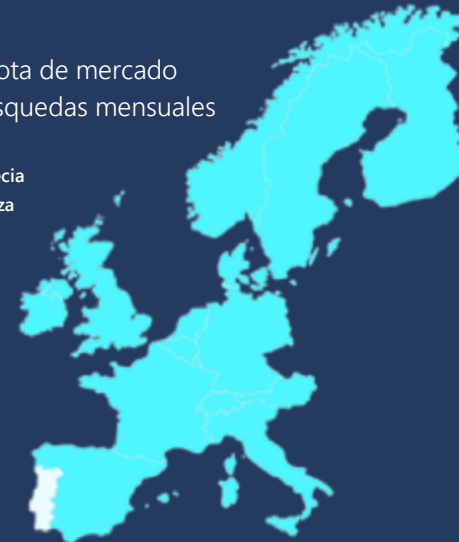 ota de mercado
squedas mensuales
cia
za